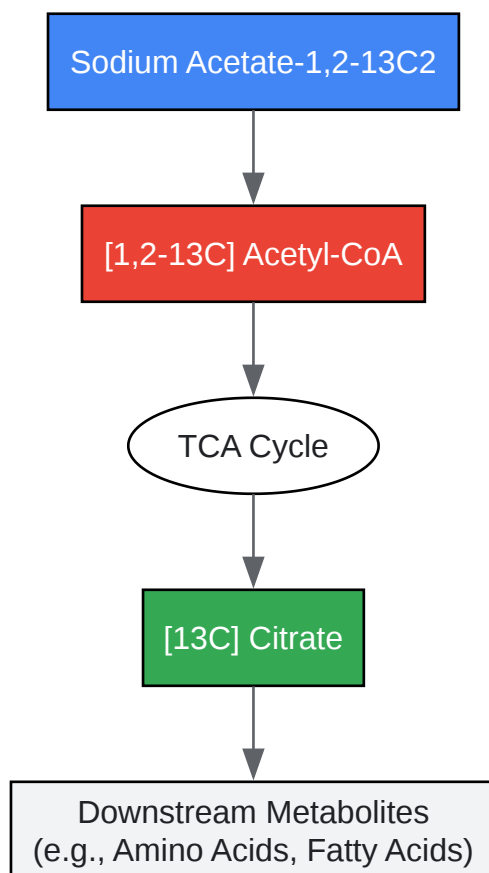 Sodium Acetate-1,2-13C2
[1,2-13C] Acetyl-CoA
TCA Cycle
[13C] Citrate
Downstream Metabolites
(e.g., Amino Acids, Fatty Acids)